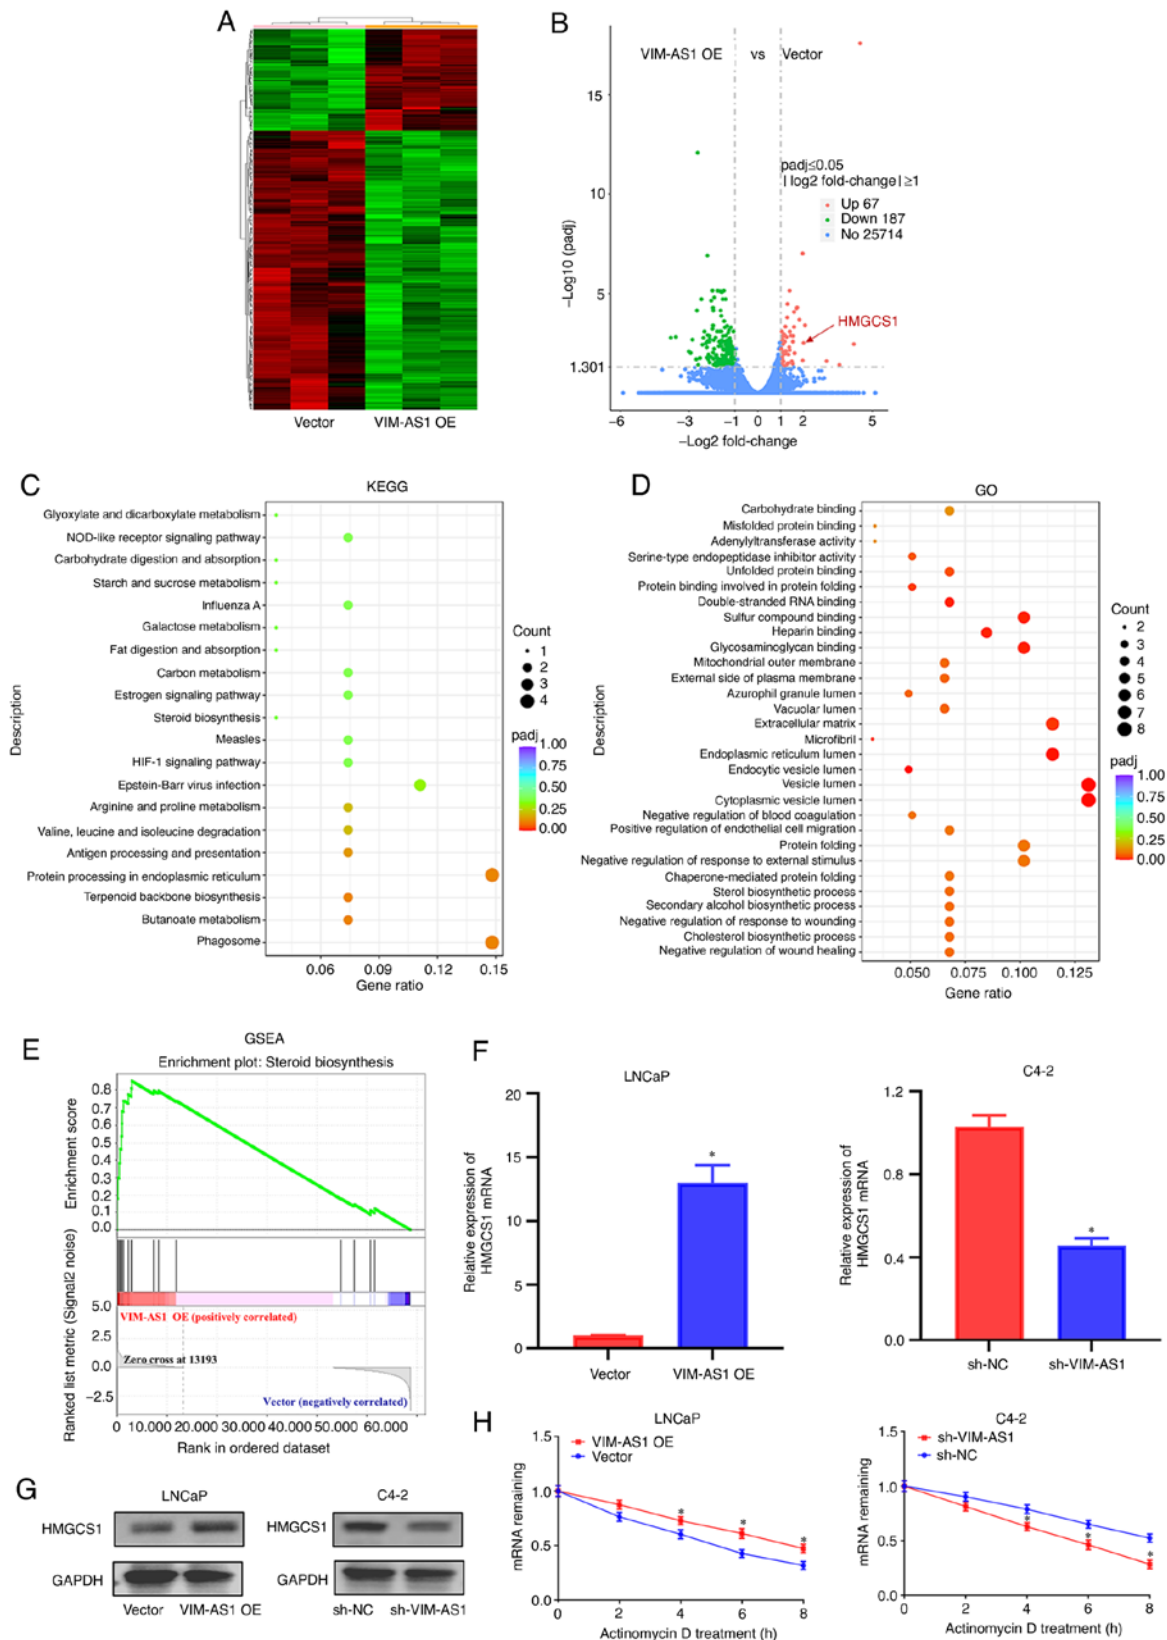 A
Vector
VIM-AS1 OE
B
VIM-AS1 OE vs Vector
padj≤0.05
|log2 fold-change|≥1
Up 67
Down 187
No 25714
HMGCS1
15
10
5
1.301
−Log10 (padj)
−6 −3 −1 0 1 2 5
−Log2 fold-change
C
KEGG
Description
Glyoxylate and dicarboxylate metabolism
NOD-like receptor signaling pathway
Carbohydrate digestion and absorption
Starch and sucrose metabolism
Influenza A
Galactose metabolism
Fat digestion and absorption
Carbon metabolism
Estrogen signaling pathway
Steroid biosynthesis
Measles
HIF-1 signaling pathway
Epstein-Barr virus infection
Arginine and proline metabolism
Valine, leucine and isoleucine degradation
Antigen processing and presentation
Protein processing in endoplasmic reticulum
Terpenoid backbone biosynthesis
Butanoate metabolism
Phagosome
0.06 0.09 0.12 0.15
Gene ratio
Count
1
2
3
4
padj
1.00
0.75
0.50
0.25
0.00
D
GO
Description
Carbohydrate binding
Misfolded protein binding
Adenylyltransferase activity
Serine-type endopeptidase inhibitor activity
Unfolded protein binding
Protein binding involved in protein folding
Double-stranded RNA binding
Sulfur compound binding
Heparin binding
Glycosaminoglycan binding
Mitochondrial outer membrane
External side of plasma membrane
Azurophil granule lumen
Vacuolar lumen
Extracellular matrix
Microfibril
Endoplasmic reticulum lumen
Endocytic vesicle lumen
Vesicle lumen
Cytoplasmic vesicle lumen
Negative regulation of blood coagulation
Positive regulation of endothelial cell migration
Protein folding
Negative regulation of response to external stimulus
Chaperone-mediated protein folding
Sterol biosynthetic process
Secondary alcohol biosynthetic process
Negative regulation of response to wounding
Cholesterol biosynthetic process
Negative regulation of wound healing
0.050 0.075 0.100 0.125
Gene ratio
Count
2
3
4
5
6
7
8
padj
1.00
0.75
0.50
0.25
0.00
E
GSEA
Enrichment plot: Steroid biosynthesis
Enrichment score
0.8
0.7
0.6
0.5
0.4
0.3
0.2
0.1
0.0
Ranked list metric (Signal2 noise)
5.0
2.5
0.0
−2.5
VIM-AS1 OE (positively correlated)
Zero cross at 13193
Vector (negatively correlated)
0 10.000 20.000 30.000 40.000 50.000 60.000
Rank in ordered dataset
F
LNCaP
Relative expression of
HMGCS1 mRNA
20
15
10
5
0
*
Vector
VIM-AS1 OE
C4-2
Relative expression of
HMGCS1 mRNA
1.2
0.8
0.4
0.0
*
sh-NC
sh-VIM-AS1
G
LNCaP
HMGCS1
GAPDH
Vector
VIM-AS1 OE
C4-2
HMGCS1
GAPDH
sh-NC
sh-VIM-AS1
H
LNCaP
VIM-AS1 OE
Vector
mRNA remaining
1.5
1.0
0.5
0.0
* * *
0 2 4 6 8
Actinomycin D treatment (h)
C4-2
sh-VIM-AS1
sh-NC
mRNA remaining
1.5
1.0
0.5
0.0
* * *
0 2 4 6 8
Actinomycin D treatment (h)